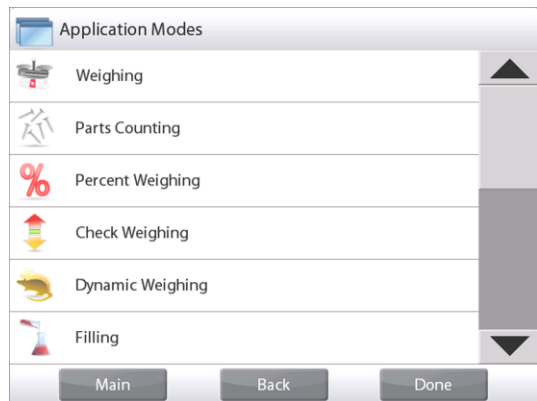 Application Modes
Weighing
Parts Counting
% Percent Weighing
Check Weighing
Dynamic Weighing
Filling
Main Back Done